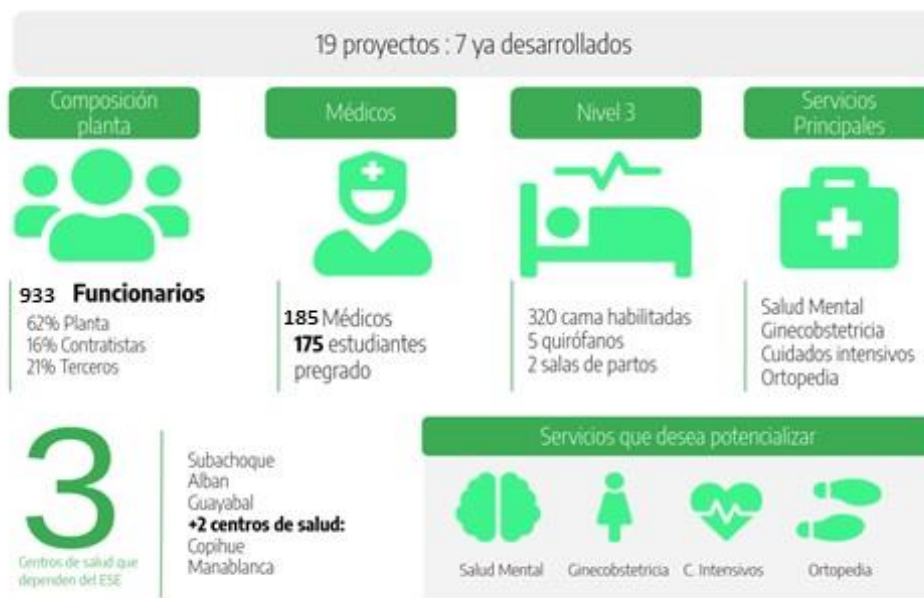 19 proyectos : 7 ya desarrollados
Composición
planta
933 Funcionarios
62% Planta
16% Contratistas
21% Terceros
Médicos
185 Médicos
175 estudiantes
pregrado
Nivel 3
320 cama habilitadas
5 quirófanos
2 salas de partos
Servicios
Principales
Salud Mental
Ginecobstetricia
Cuidados intensivos
Ortopedia
3
Centros de salud que
dependen del ESE
Subachoque
Alban
Guayabal
+2 centros de salud:
Copihue
Manablanca
Servicios que desea potencializar
Salud Mental
Ginecobstetricia
C. Intensivos
Ortopedia